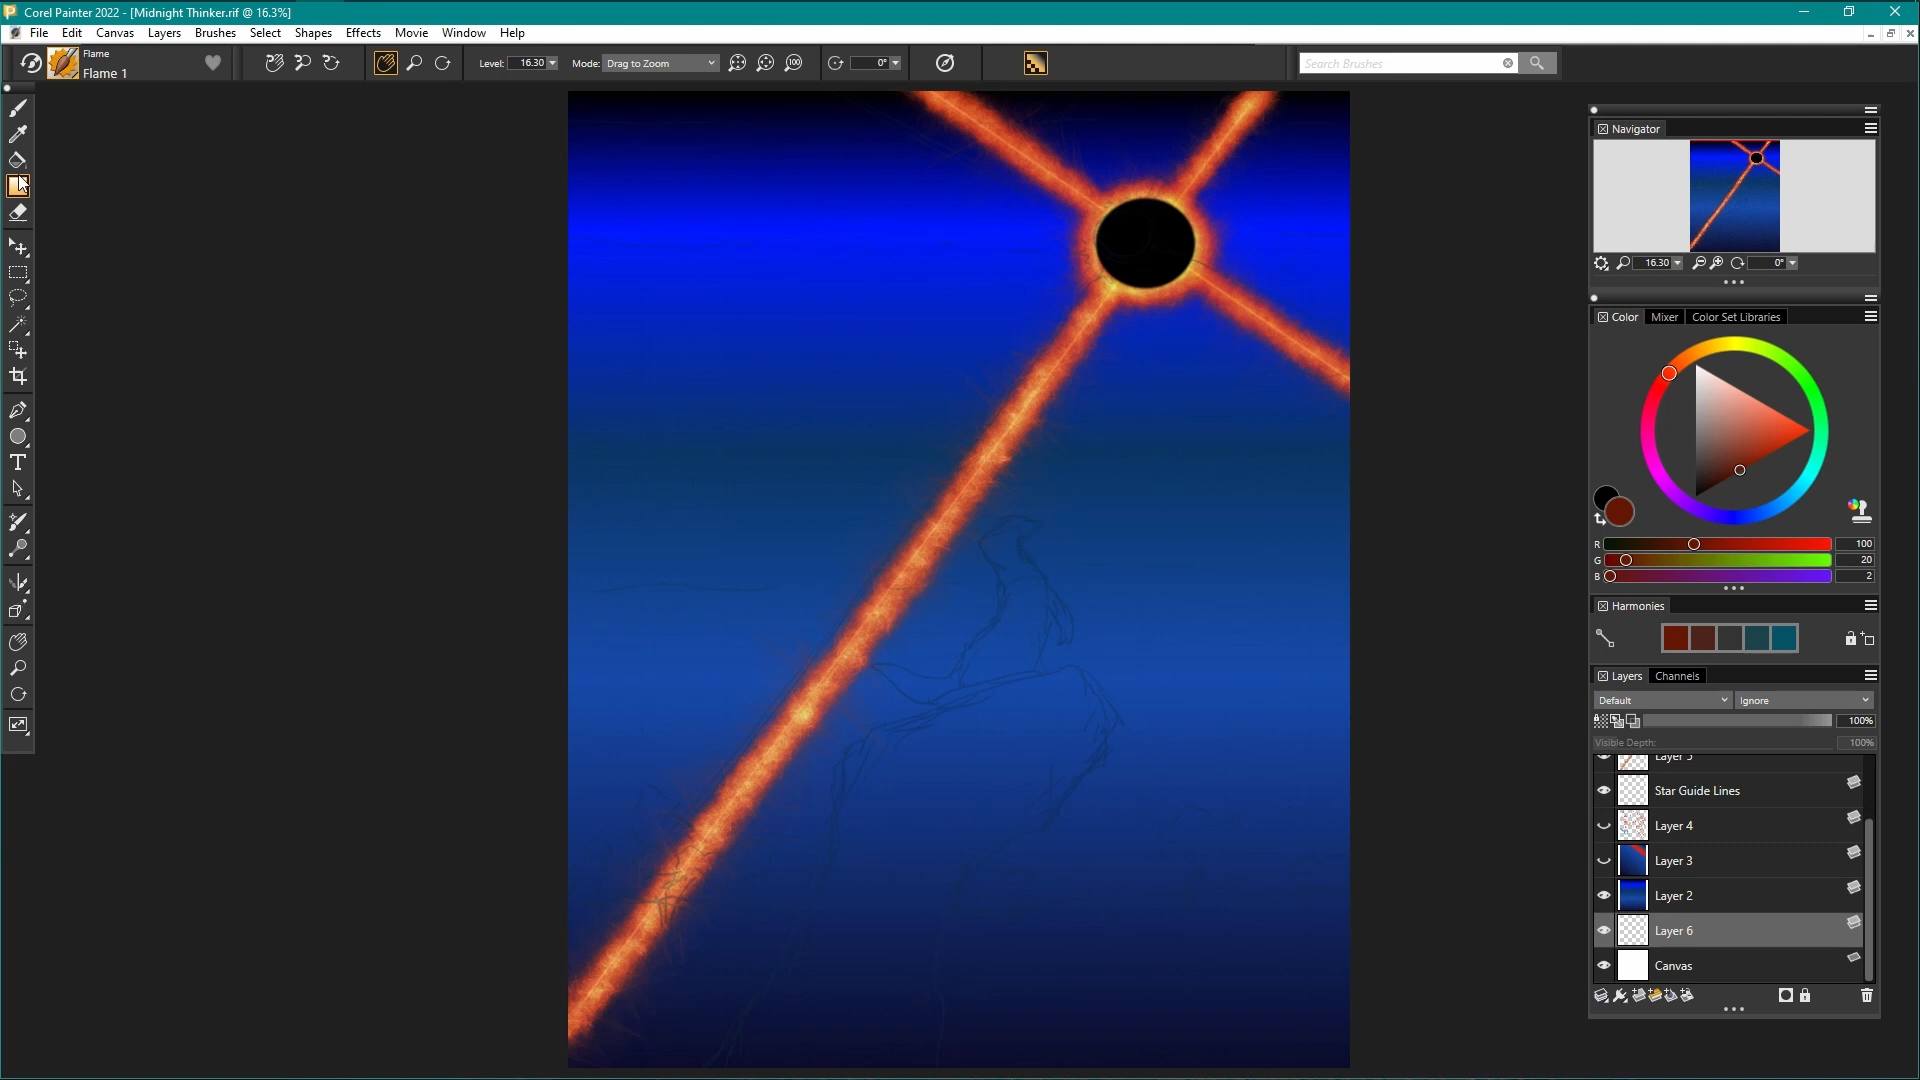 Corel Painter 2022 - [Midnight Thinker.rif @ 16.3%]
File Edit Canvas Layers Brushes Select Shapes Effects Movie Window Help
Flame
Flame 1
Level: 16.30 Mode: Drag to Zoom 100 0° Search Brushes
Navigator
16.30 0°
Color Mixer Color Set Libraries
R 100
G 20
B 2
Harmonies
Layers Channels
Default Ignore
100%
Visible Depth: 100%
Layer 5
Star Guide Lines
Layer 4
Layer 3
Layer 2
Layer 6
Canvas